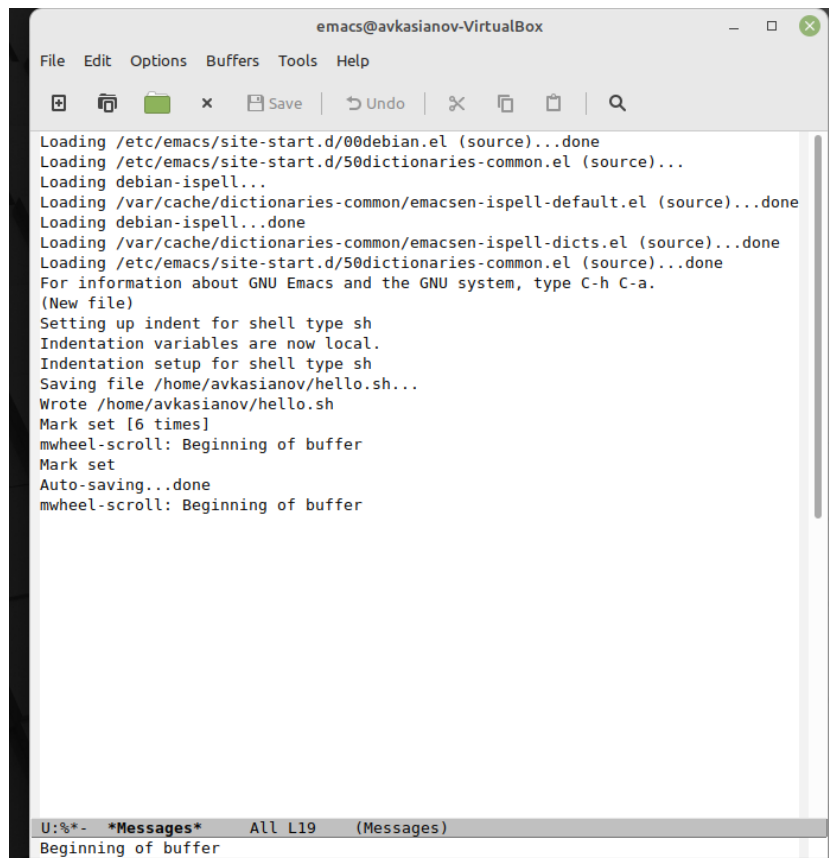 emacs@avkasianov-VirtualBox
File Edit Options Buffers Tools Help
Save Undo
Loading /etc/emacs/site-start.d/00debian.el (source)...done
Loading /etc/emacs/site-start.d/50dictionaries-common.el (source)...
Loading debian-ispell...
Loading /var/cache/dictionaries-common/emacsen-ispell-default.el (source)...done
Loading debian-ispell...done
Loading /var/cache/dictionaries-common/emacsen-ispell-dicts.el (source)...done
Loading /etc/emacs/site-start.d/50dictionaries-common.el (source)...done
For information about GNU Emacs and the GNU system, type C-h C-a.
(New file)
Setting up indent for shell type sh
Indentation variables are now local.
Indentation setup for shell type sh
Saving file /home/avkasianov/hello.sh...
Wrote /home/avkasianov/hello.sh
Mark set [6 times]
mwheel-scroll: Beginning of buffer
Mark set
Auto-saving...done
mwheel-scroll: Beginning of buffer
U:%*- *Messages* All L19 (Messages)
Beginning of buffer